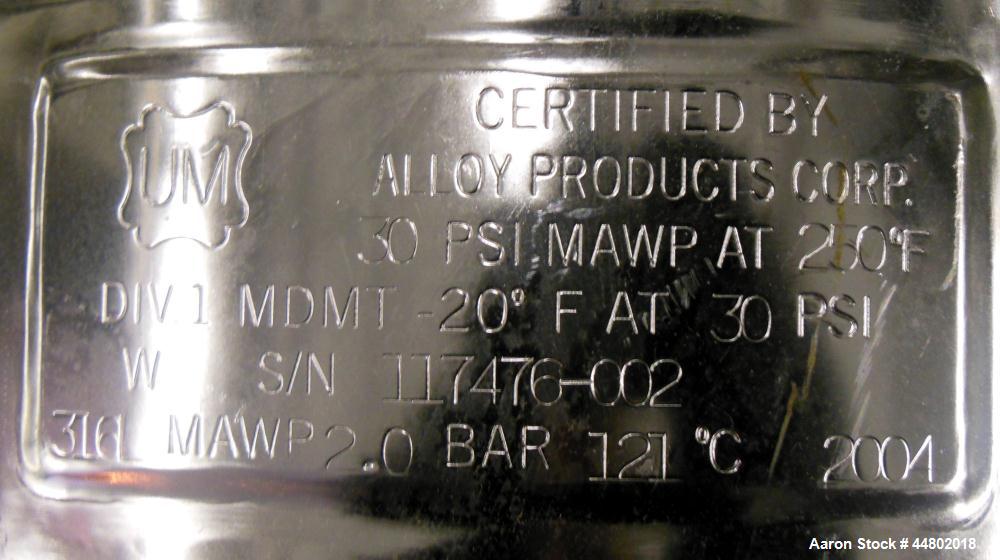 UM
CERTIFIED BY
ALLOY PRODUCTS CORP.
30 PSI MAWP AT 250°F
DIV. 1 MDMT -20° F AT 30 PSI
W S/N 117476-002
316 MAWP 2.0 BAR 121 °C 2004
Aaron Stock # 44802018